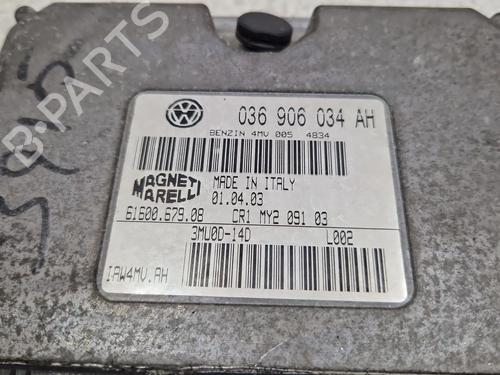 036 906 034 AH
BENZIN 4MV 005 4834
MAGNETI
MARELLI
MADE IN ITALY
01.04.03
61600.679.08 CR1 MY2 091 03
3MU0D-14D L002
IAW4MV.AH
B-PARTS